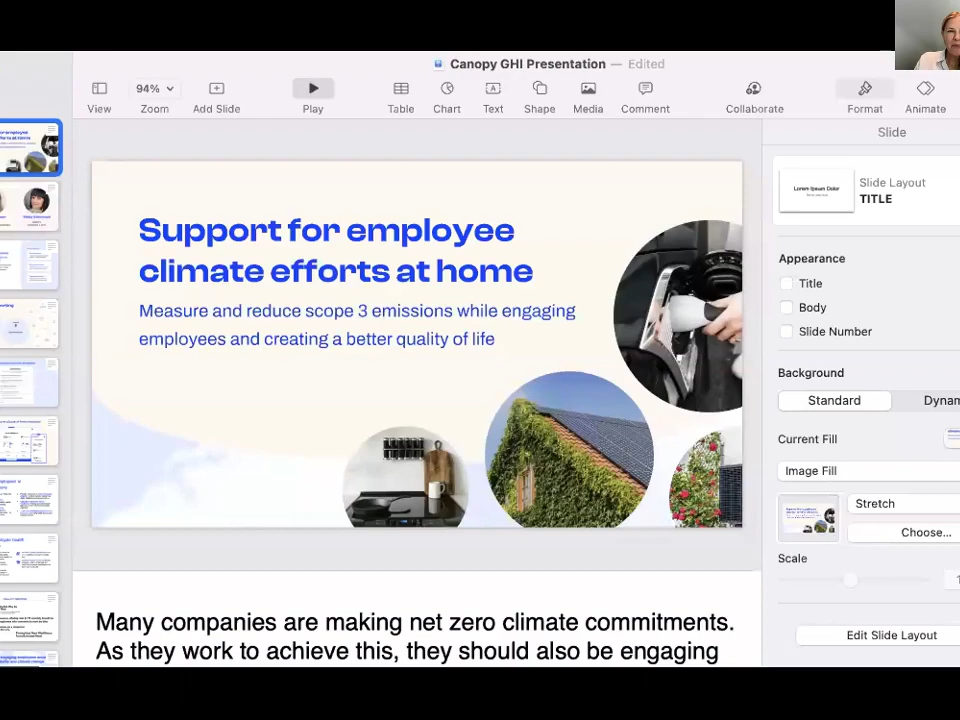 Canopy GHI Presentation — Edited
94%
View Zoom Add Slide Play Table Chart Text Shape Media Comment Collaborate Format Animate
Slide
Support for employee
climate efforts at home
Measure and reduce scope 3 emissions while engaging
employees and creating a better quality of life
Lorem Ipsum Dolor
Slide Layout
TITLE
Appearance
Title
Body
Slide Number
Background
Standard
Current Fill
Image Fill
Stretch
Choose...
Scale
Edit Slide Layout
Many companies are making net zero climate commitments.
As they work to achieve this, they should also be engaging